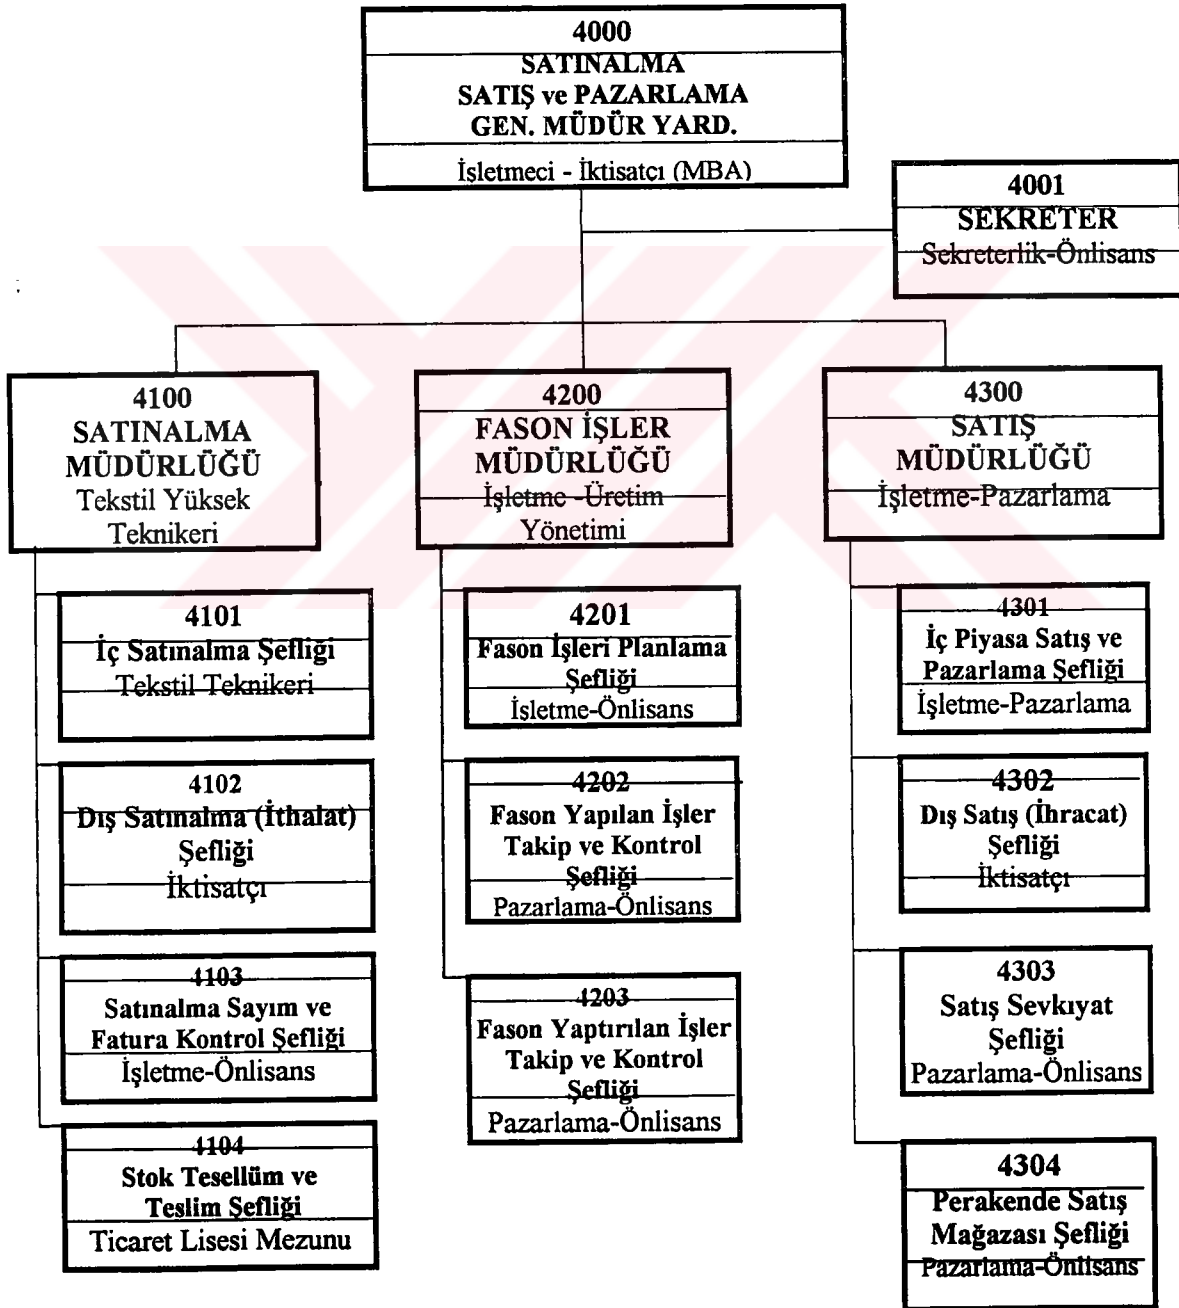 4000
SATINALMA
SATIŞ ve PAZARLAMA
GEN. MÜDÜR YARD.
İşletmeci - İktisatçı (MBA)
4001
SEKRETER
Sekreterlik-Önlisans
4100
SATINALMA
MÜDÜRLÜĞÜ
Tekstil Yüksek
Teknikeri
4200
FASON İŞLER
MÜDÜRLÜĞÜ
İşletme -Üretim
Yönetimi
4300
SATIŞ
MÜDÜRLÜĞÜ
İşletme-Pazarlama
4101
İç Satınalma Şefliği
Tekstil Teknikeri
4102
Dış Satınalma (İthalat)
Şefliği
İktisatçı
4103
Satınalma Sayım ve
Fatura Kontrol Şefliği
İşletme-Önlisans
4104
Stok Tesellüm ve
Teslim Şefliği
Ticaret Lisesi Mezunu
4201
Fason İşleri Planlama
Şefliği
İşletme-Önlisans
4202
Fason Yapılan İşler
Takip ve Kontrol
Şefliği
Pazarlama-Önlisans
4203
Fason Yaptırılan İşler
Takip ve Kontrol
Şefliği
Pazarlama-Önlisans
4301
İç Piyasa Satış ve
Pazarlama Şefliği
İşletme-Pazarlama
4302
Dış Satış (İhracat)
Şefliği
İktisatçı
4303
Satış Sevkıyat
Şefliği
Pazarlama-Önlisans
4304
Perakende Satış
Mağazası Şefliği
Pazarlama-Önlisans